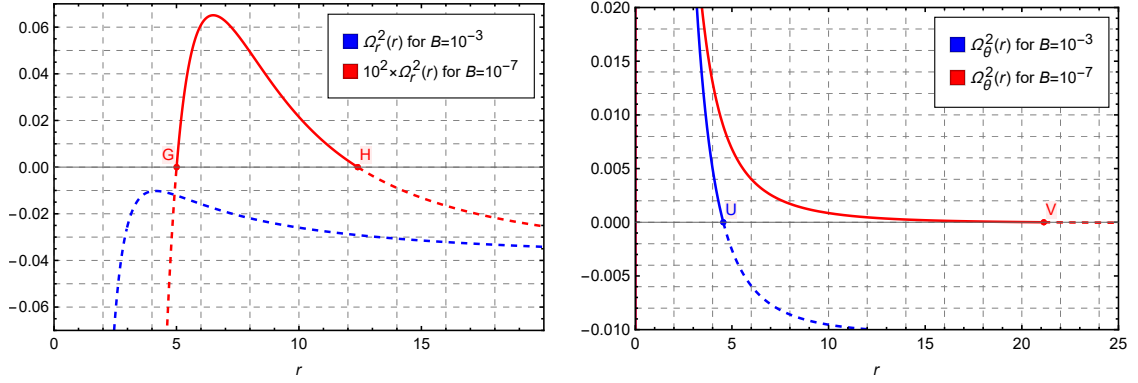 0.06
0.04
0.02
0.00
−0.02
−0.04
−0.06
0
5
10
15
r
G
H
Ω_r^2(r) for B=10^−3
10^2×Ω_r^2(r) for B=10^−7
0.020
0.015
0.010
0.005
0.000
−0.005
−0.010
0
5
10
15
20
25
r
U
V
Ω_θ^2(r) for B=10^−3
Ω_θ^2(r) for B=10^−7